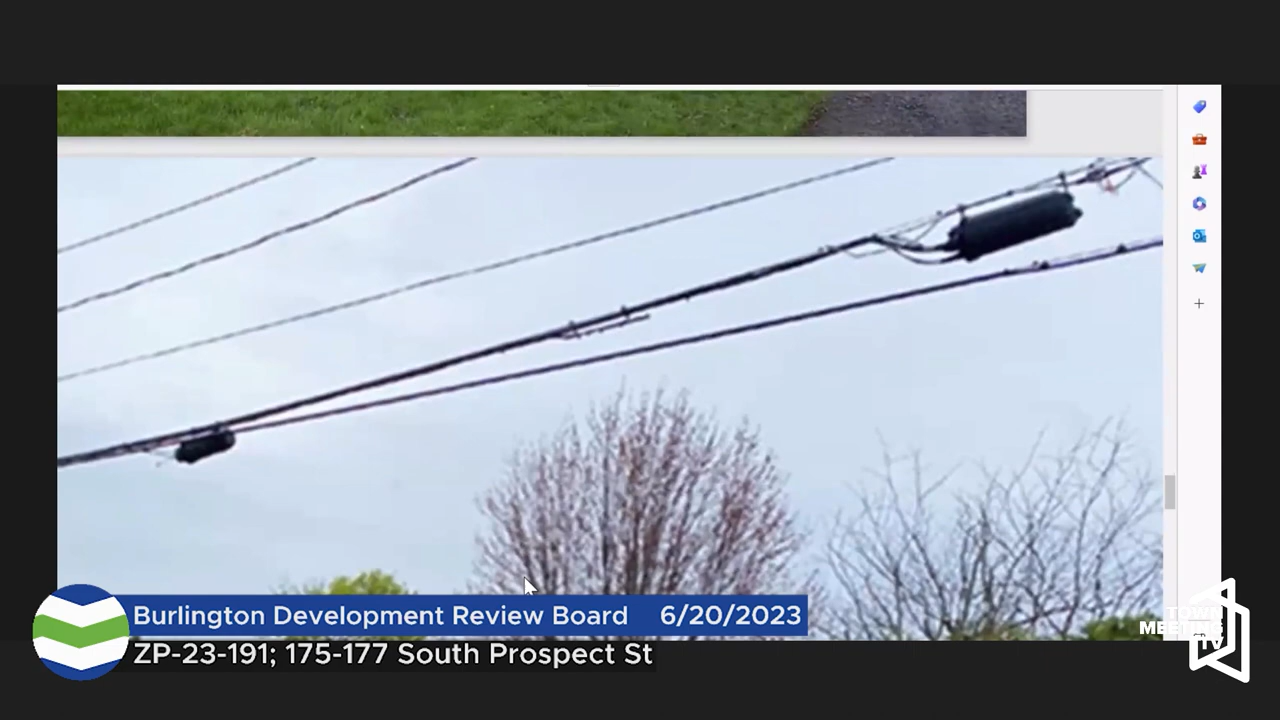 Burlington Development Review Board 6/20/2023
ZP-23-191; 175-177 South Prospect St
TOWN
MEETING
TV